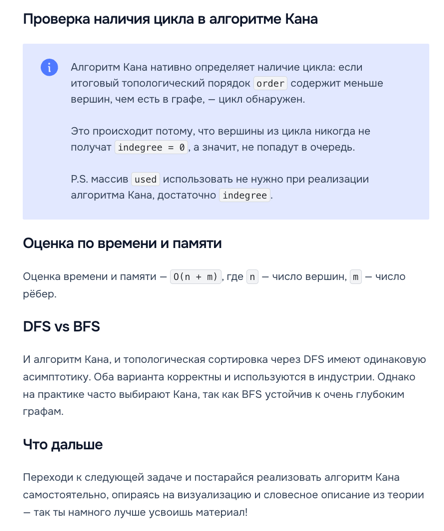 Проверка наличия цикла в алгоритме Кана
Алгоритм Кана нативно определяет наличие цикла: если
итоговый топологический порядок order содержит меньше
вершин, чем есть в графе, — цикл обнаружен.
Это происходит потому, что вершины из цикла никогда не
получат indegree = 0, а значит, не попадут в очередь.
P.S. массив used использовать не нужно при реализации
алгоритма Кана, достаточно indegree.
Оценка по времени и памяти
Оценка времени и памяти — O(n + m), где n — число вершин, m — число
рёбер.
DFS vs BFS
И алгоритм Кана, и топологическая сортировка через DFS имеют одинаковую
асимптотику. Оба варианта корректны и используются в индустрии. Однако
на практике часто выбирают Кана, так как BFS устойчив к очень глубоким
графам.
Что дальше
Переходи к следующей задаче и постарайся реализовать алгоритм Кана
самостоятельно, опираясь на визуализацию и словесное описание из теории
— так ты намного лучше усвоишь материал!